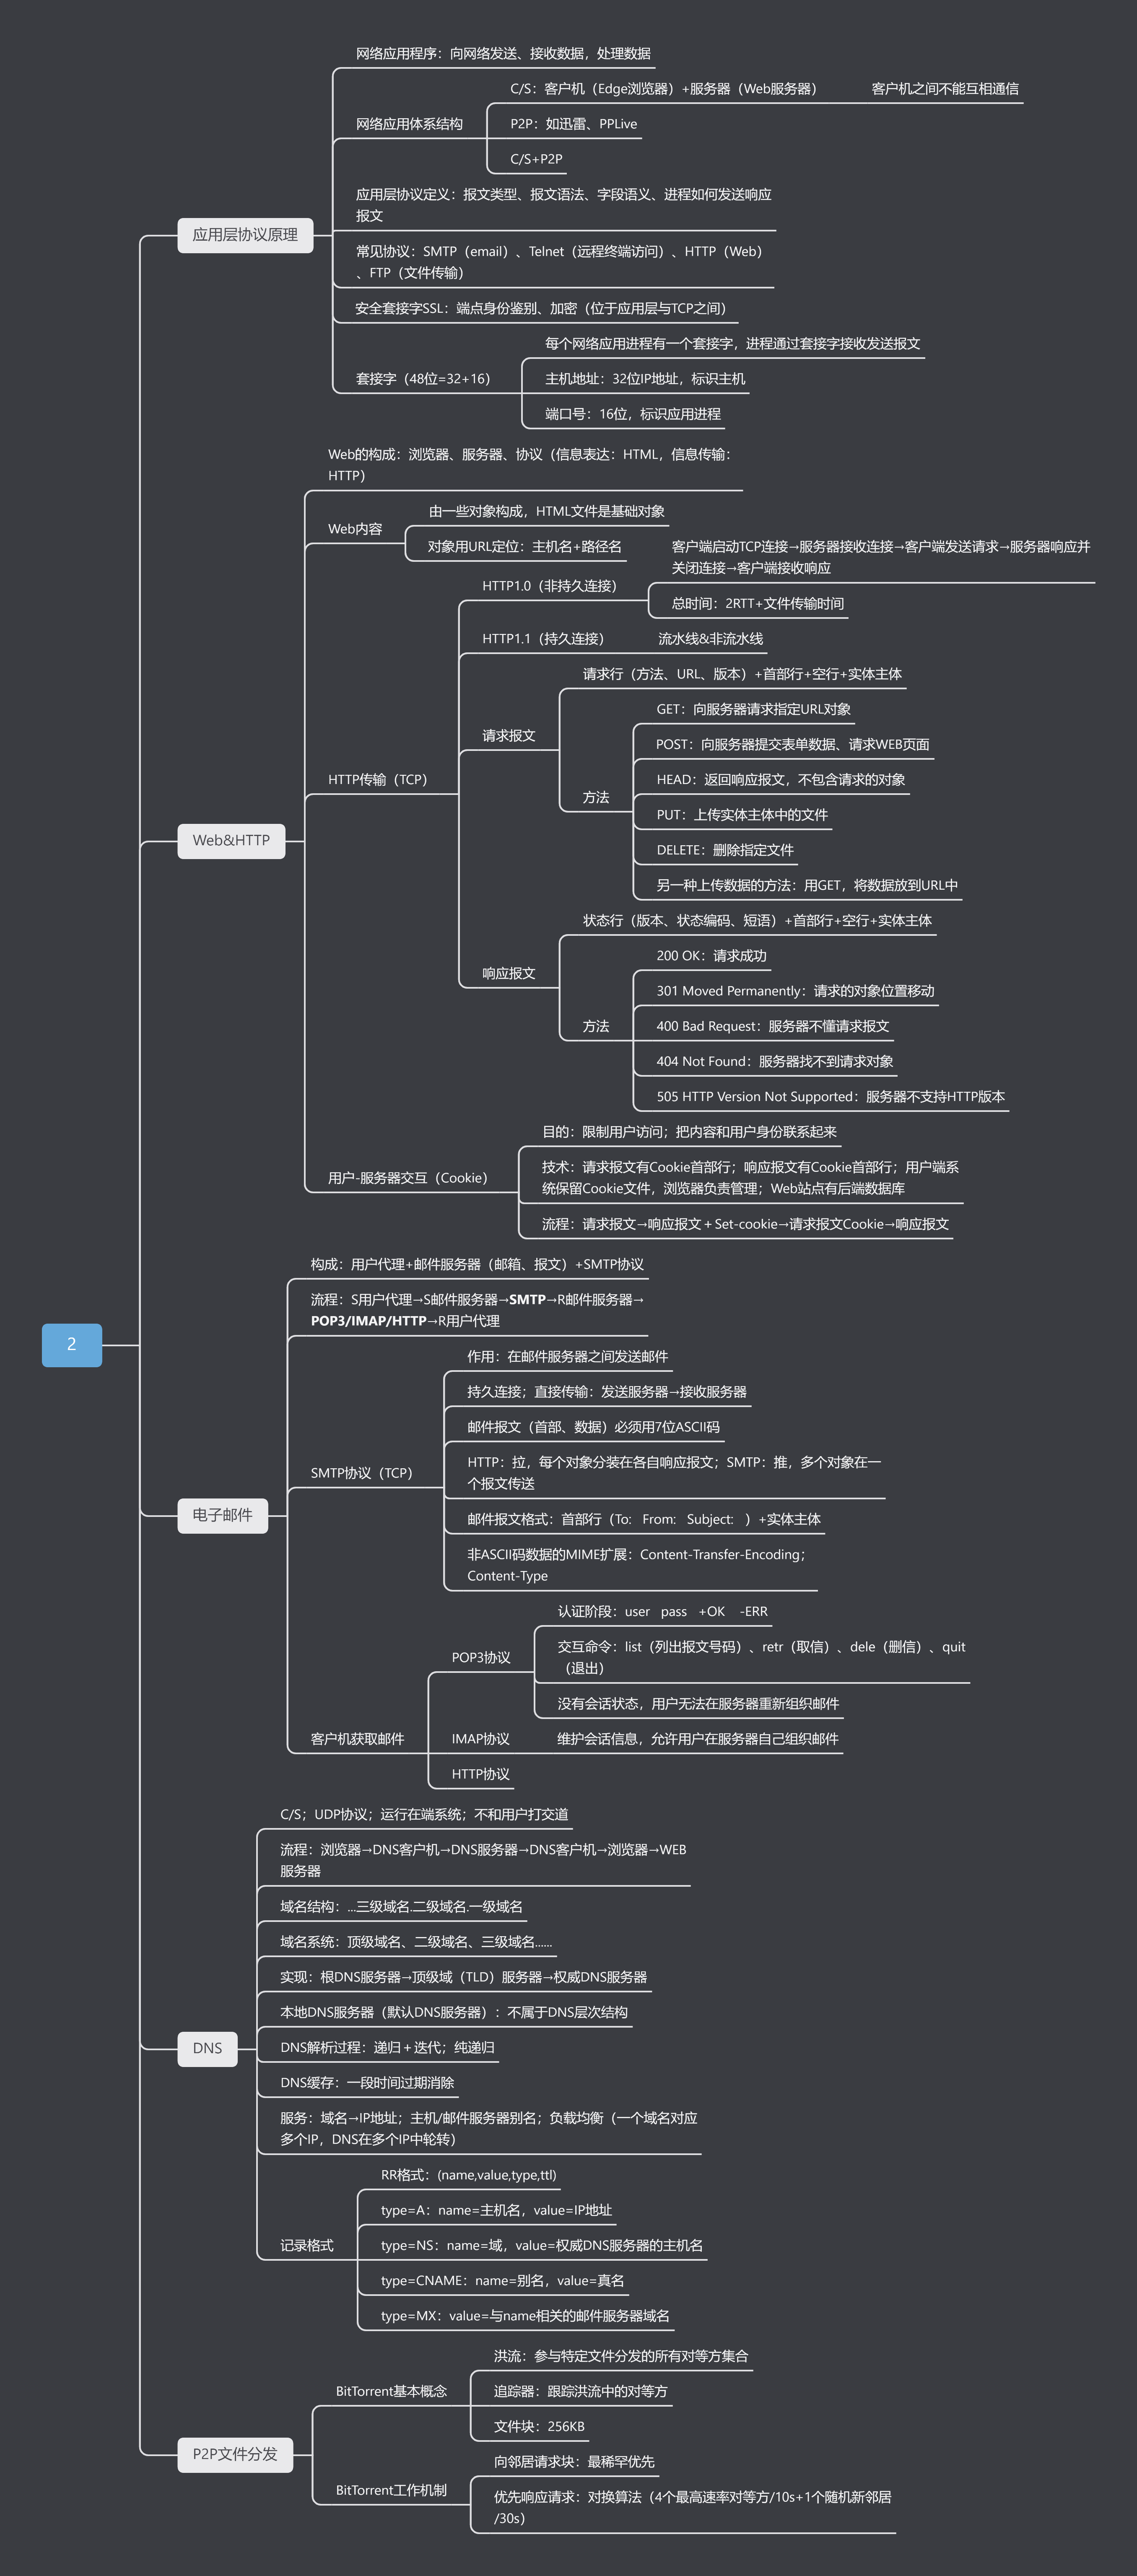 2
应用层协议原理
网络应用程序：向网络发送、接收数据，处理数据
网络应用体系结构
C/S：客户机（Edge浏览器）+服务器（Web服务器）
客户机之间不能互相通信
P2P：如迅雷、PPLive
C/S+P2P
应用层协议定义：报文类型、报文语法、字段语义、进程如何发送响应
报文
常见协议：SMTP（email）、Telnet（远程终端访问）、HTTP（Web）
、FTP（文件传输）
安全套接字SSL：端点身份鉴别、加密（位于应用层与TCP之间）
套接字（48位=32+16）
每个网络应用进程有一个套接字，进程通过套接字接收发送报文
主机地址：32位IP地址，标识主机
端口号：16位，标识应用进程
Web&HTTP
Web的构成：浏览器、服务器、协议（信息表达：HTML，信息传输：
HTTP）
Web内容
由一些对象构成，HTML文件是基础对象
对象用URL定位：主机名+路径名
HTTP传输（TCP）
HTTP1.0（非持久连接）
客户端启动TCP连接→服务器接收连接→客户端发送请求→服务器响应并
关闭连接→客户端接收响应
总时间：2RTT+文件传输时间
HTTP1.1（持久连接）
流水线&非流水线
请求报文
请求行（方法、URL、版本）+首部行+空行+实体主体
方法
GET：向服务器请求指定URL对象
POST：向服务器提交表单数据、请求WEB页面
HEAD：返回响应报文，不包含请求的对象
PUT：上传实体主体中的文件
DELETE：删除指定文件
另一种上传数据的方法：用GET，将数据放到URL中
响应报文
状态行（版本、状态编码、短语）+首部行+空行+实体主体
方法
200 OK：请求成功
301 Moved Permanently：请求的对象位置移动
400 Bad Request：服务器不懂请求报文
404 Not Found：服务器找不到请求对象
505 HTTP Version Not Supported：服务器不支持HTTP版本
用户-服务器交互（Cookie）
目的：限制用户访问；把内容和用户身份联系起来
技术：请求报文有Cookie首部行；响应报文有Cookie首部行；用户端系
统保留Cookie文件，浏览器负责管理；Web站点有后端数据库
流程：请求报文→响应报文＋Set-cookie→请求报文Cookie→响应报文
电子邮件
构成：用户代理+邮件服务器（邮箱、报文）+SMTP协议
流程：S用户代理→S邮件服务器→SMTP→R邮件服务器→
POP3/IMAP/HTTP→R用户代理
SMTP协议（TCP）
作用：在邮件服务器之间发送邮件
持久连接；直接传输：发送服务器→接收服务器
邮件报文（首部、数据）必须用7位ASCII码
HTTP：拉，每个对象分装在各自响应报文；SMTP：推，多个对象在一
个报文传送
邮件报文格式：首部行（To: From: Subject: ）+实体主体
非ASCII码数据的MIME扩展：Content-Transfer-Encoding；
Content-Type
客户机获取邮件
POP3协议
认证阶段：user pass +OK -ERR
交互命令：list（列出报文号码）、retr（取信）、dele（删信）、quit
（退出）
没有会话状态，用户无法在服务器重新组织邮件
IMAP协议
维护会话信息，允许用户在服务器自己组织邮件
HTTP协议
DNS
C/S；UDP协议；运行在端系统；不和用户打交道
流程：浏览器→DNS客户机→DNS服务器→DNS客户机→浏览器→WEB
服务器
域名结构：...三级域名.二级域名.一级域名
域名系统：顶级域名、二级域名、三级域名......
实现：根DNS服务器→顶级域（TLD）服务器→权威DNS服务器
本地DNS服务器（默认DNS服务器）：不属于DNS层次结构
DNS解析过程：递归＋迭代；纯递归
DNS缓存：一段时间过期消除
服务：域名→IP地址；主机/邮件服务器别名；负载均衡（一个域名对应
多个IP，DNS在多个IP中轮转）
记录格式
RR格式：(name,value,type,ttl)
type=A：name=主机名，value=IP地址
type=NS：name=域，value=权威DNS服务器的主机名
type=CNAME：name=别名，value=真名
type=MX：value=与name相关的邮件服务器域名
P2P文件分发
BitTorrent基本概念
洪流：参与特定文件分发的所有对等方集合
追踪器：跟踪洪流中的对等方
文件块：256KB
BitTorrent工作机制
向邻居请求块：最稀罕优先
优先响应请求：对换算法（4个最高速率对等方/10s+1个随机新邻居
/30s）